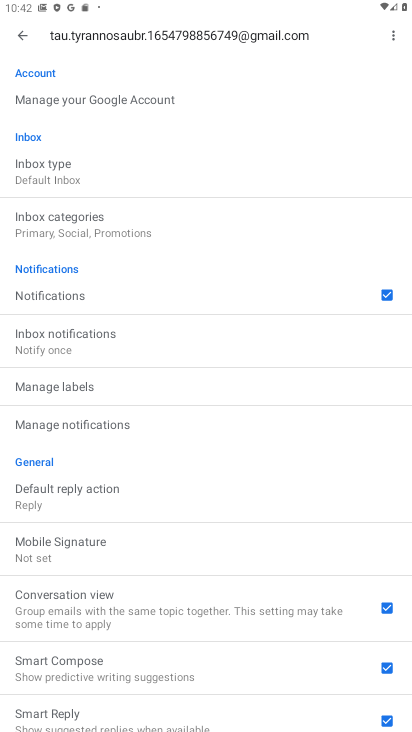 10:42
tau.tyrannosaubr.1654798856749@gmail.com
Account
Manage your Google Account
Inbox
Inbox type
Default Inbox
Inbox categories
Primary, Social, Promotions
Notifications
Notifications
Inbox notifications
Notify once
Manage labels
Manage notifications
General
Default reply action
Reply
Mobile Signature
Not set
Conversation view
Group emails with the same topic together. This setting may take
some time to apply
Smart Compose
Show predictive writing suggestions
Smart Reply
Show suggested replies when available